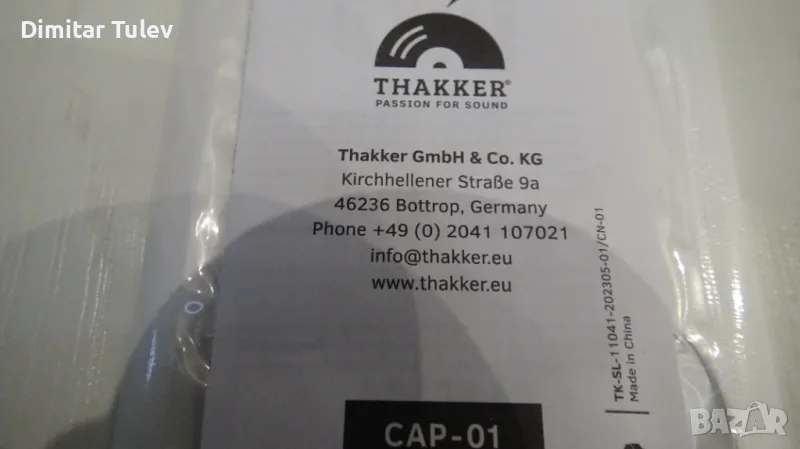 Dimitar Tulev
THAKKER®
PASSION FOR SOUND
Thakker GmbH & Co. KG
Kirchhellener Straße 9a
46236 Bottrop, Germany
Phone +49 (0) 2041 107021
info@thakker.eu
www.thakker.eu
TK-SL-11041-202305-01/CN-01
Made in China
CAP-01
BAZAR